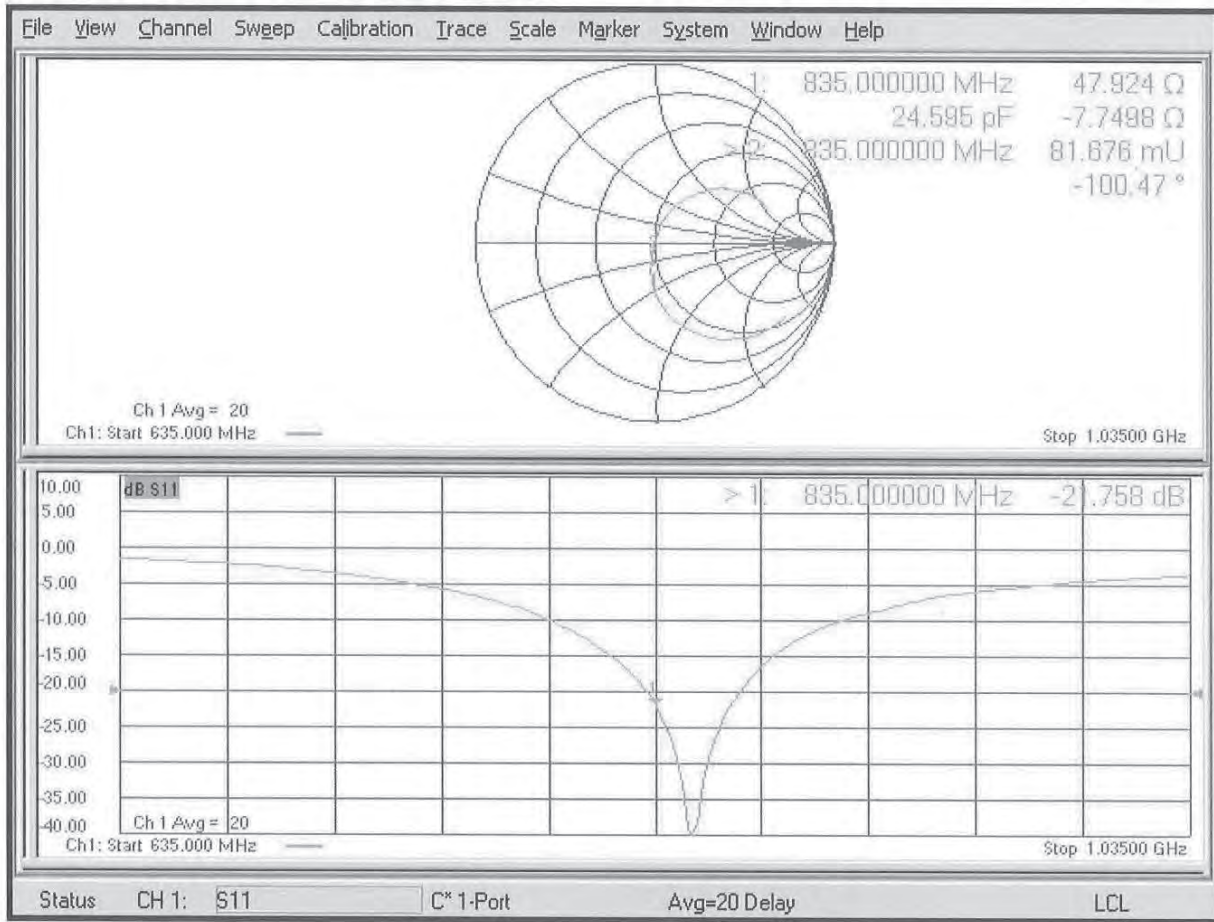 File View Channel Sweep Calibration Trace Scale Marker System Window Help
1: 835.000000 MHz 47.924 Ω
24.595 pF -7.7498 Ω
> 2: 835.000000 MHz 81.676 mU
-100.47 °
Ch 1 Avg = 20
Ch1: Start 635.000 MHz
Stop 1.03500 GHz
10.00
dB S11
> 1: 835.000000 MHz -21.758 dB
5.00
0.00
-5.00
-10.00
-15.00
-20.00
-25.00
-30.00
-35.00
-40.00
Ch 1 Avg = 20
Ch1: Start 635.000 MHz
Stop 1.03500 GHz
1
Status CH 1: S11 C* 1-Port Avg=20 Delay LCL